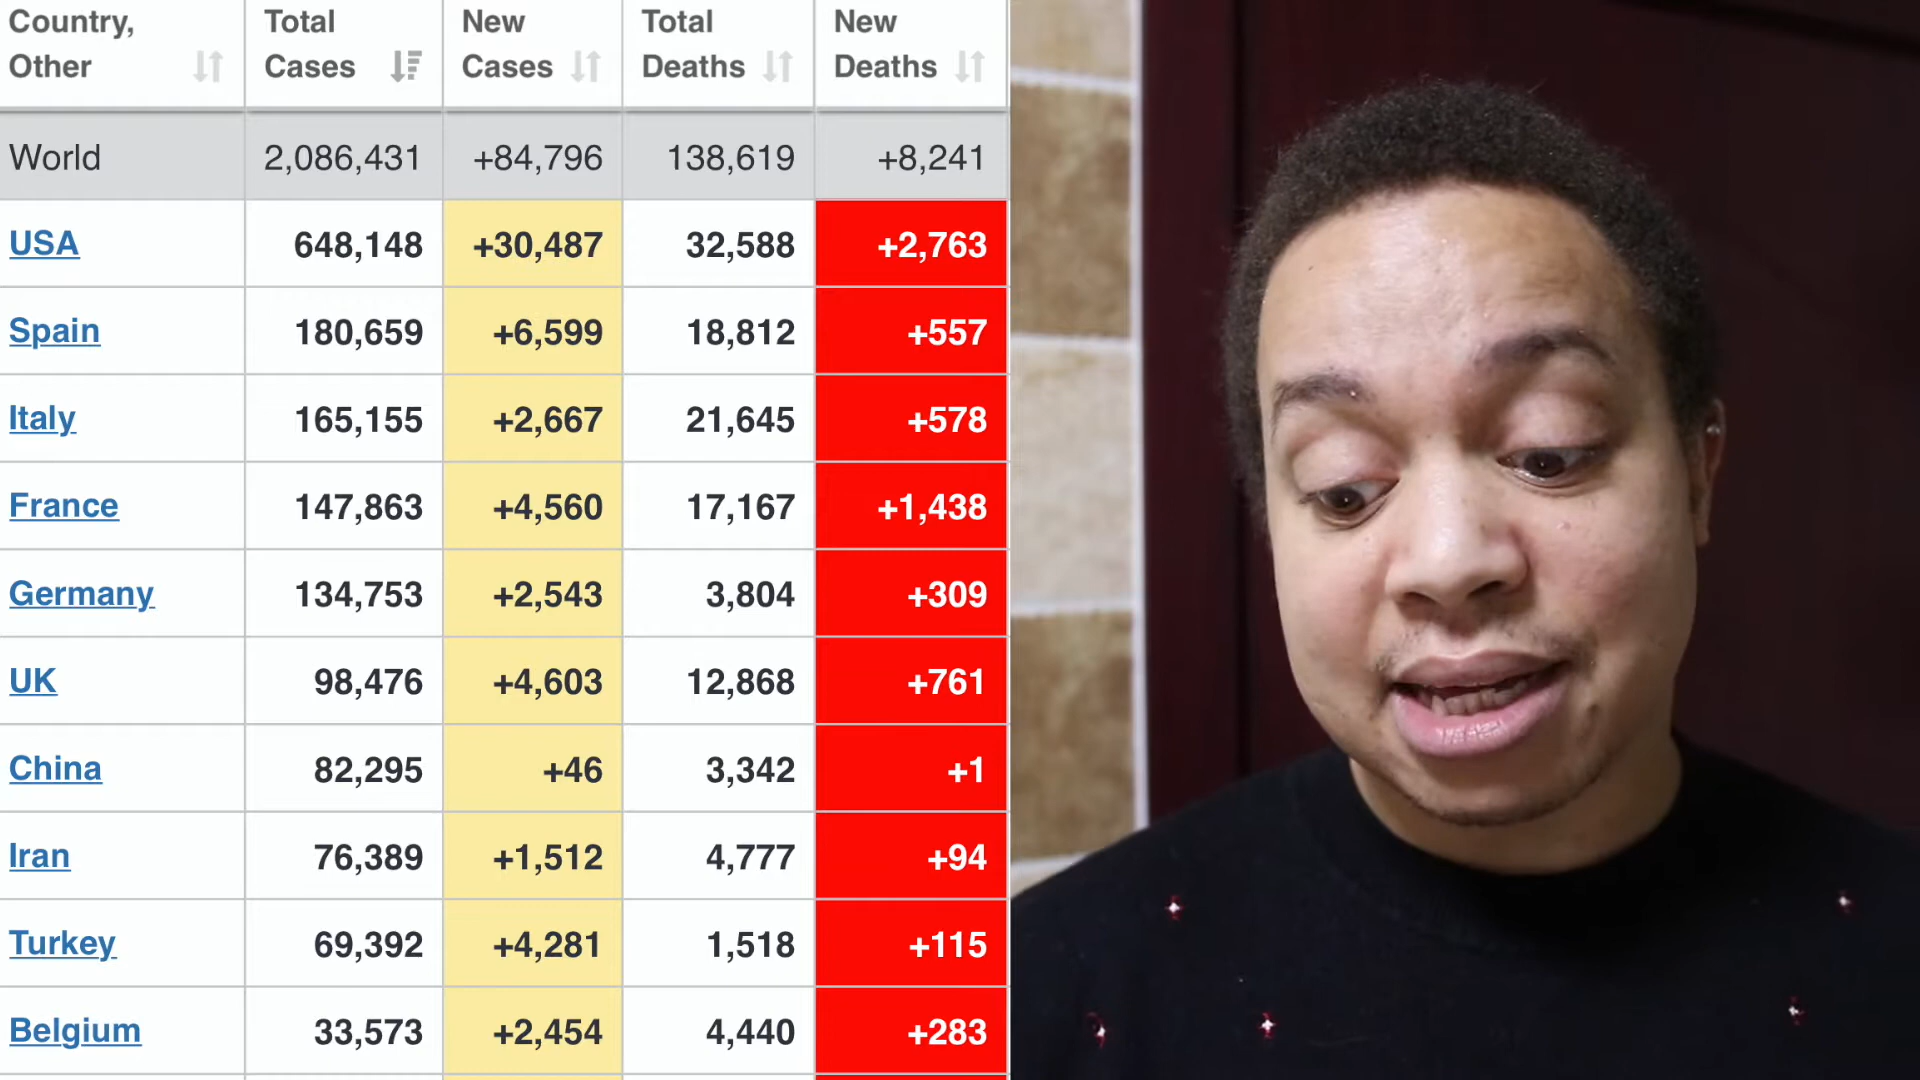 Country, Other Total Cases New Cases Total Deaths New Deaths
World 2,086,431 +84,796 138,619 +8,241
USA 648,148 +30,487 32,588 +2,763
Spain 180,659 +6,599 18,812 +557
Italy 165,155 +2,667 21,645 +578
France 147,863 +4,560 17,167 +1,438
Germany 134,753 +2,543 3,804 +309
UK 98,476 +4,603 12,868 +761
China 82,295 +46 3,342 +1
Iran 76,389 +1,512 4,777 +94
Turkey 69,392 +4,281 1,518 +115
Belgium 33,573 +2,454 4,440 +283